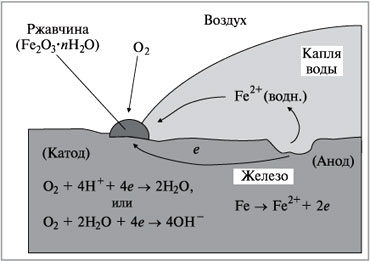 Воздух
Ржавчина
(Fe₂O₃·nH₂O)
O₂
Капля
воды
Fe²⁺ (водн.)
(Катод)
e
(Анод)
Железо
O₂ + 4H⁺ + 4e → 2H₂O,
или
O₂ + 2H₂O + 4e → 4OH⁻
Fe → Fe²⁺ + 2e